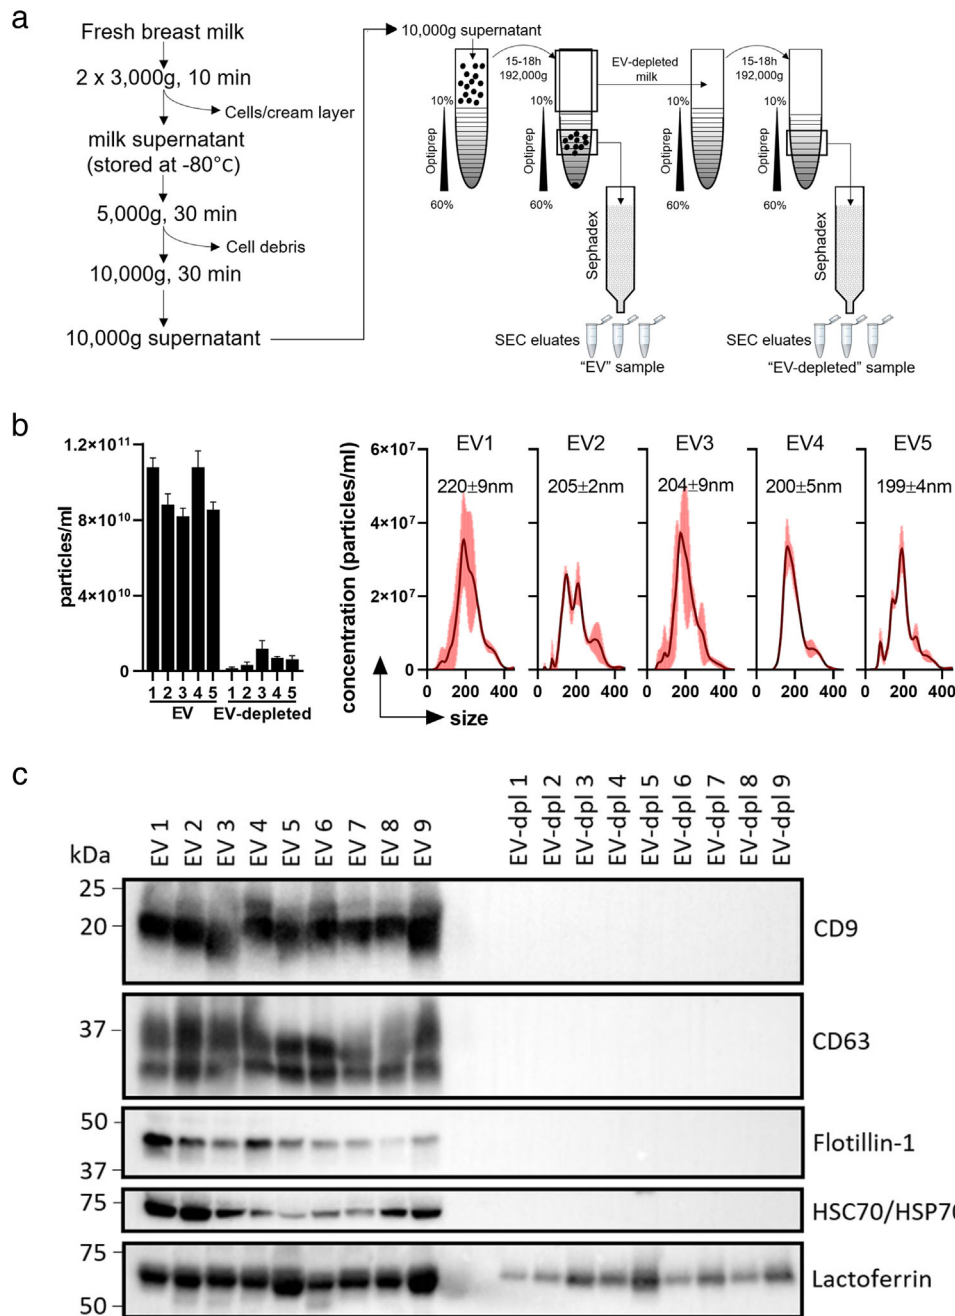 a
Fresh breast milk
2 x 3,000g, 10 min
Cells/cream layer
milk supernatant
(stored at -80°C)
5,000g, 30 min
Cell debris
10,000g, 30 min
10,000g supernatant
10,000g supernatant
15-18h
192,000g
EV-depleted
milk
15-18h
192,000g
10%
10%
10%
10%
Optiprep
Optiprep
Optiprep
Optiprep
60%
60%
60%
60%
Sephadex
Sephadex
SEC eluates
"EV" sample
SEC eluates
"EV-depleted" sample
b
particles/ml
1.2×10¹¹
8×10¹⁰
4×10¹⁰
0
1 2 3 4 5 1 2 3 4 5
EV EV-depleted
concentration (particles/ml)
6×10⁷
4×10⁷
2×10⁷
0
EV1 EV2 EV3 EV4 EV5
220±9nm 205±2nm 204±9nm 200±5nm 199±4nm
0 200 400 0 200 400 0 200 400 0 200 400 0 200 400
size
c
kDa
EV 1
EV 2
EV 3
EV 4
EV 5
EV 6
EV 7
EV 8
EV 9
EV-dpl 1
EV-dpl 2
EV-dpl 3
EV-dpl 4
EV-dpl 5
EV-dpl 6
EV-dpl 7
EV-dpl 8
EV-dpl 9
25
20
CD9
37
CD63
50
37
Flotillin-1
75
HSC70/HSP70
75
50
Lactoferrin